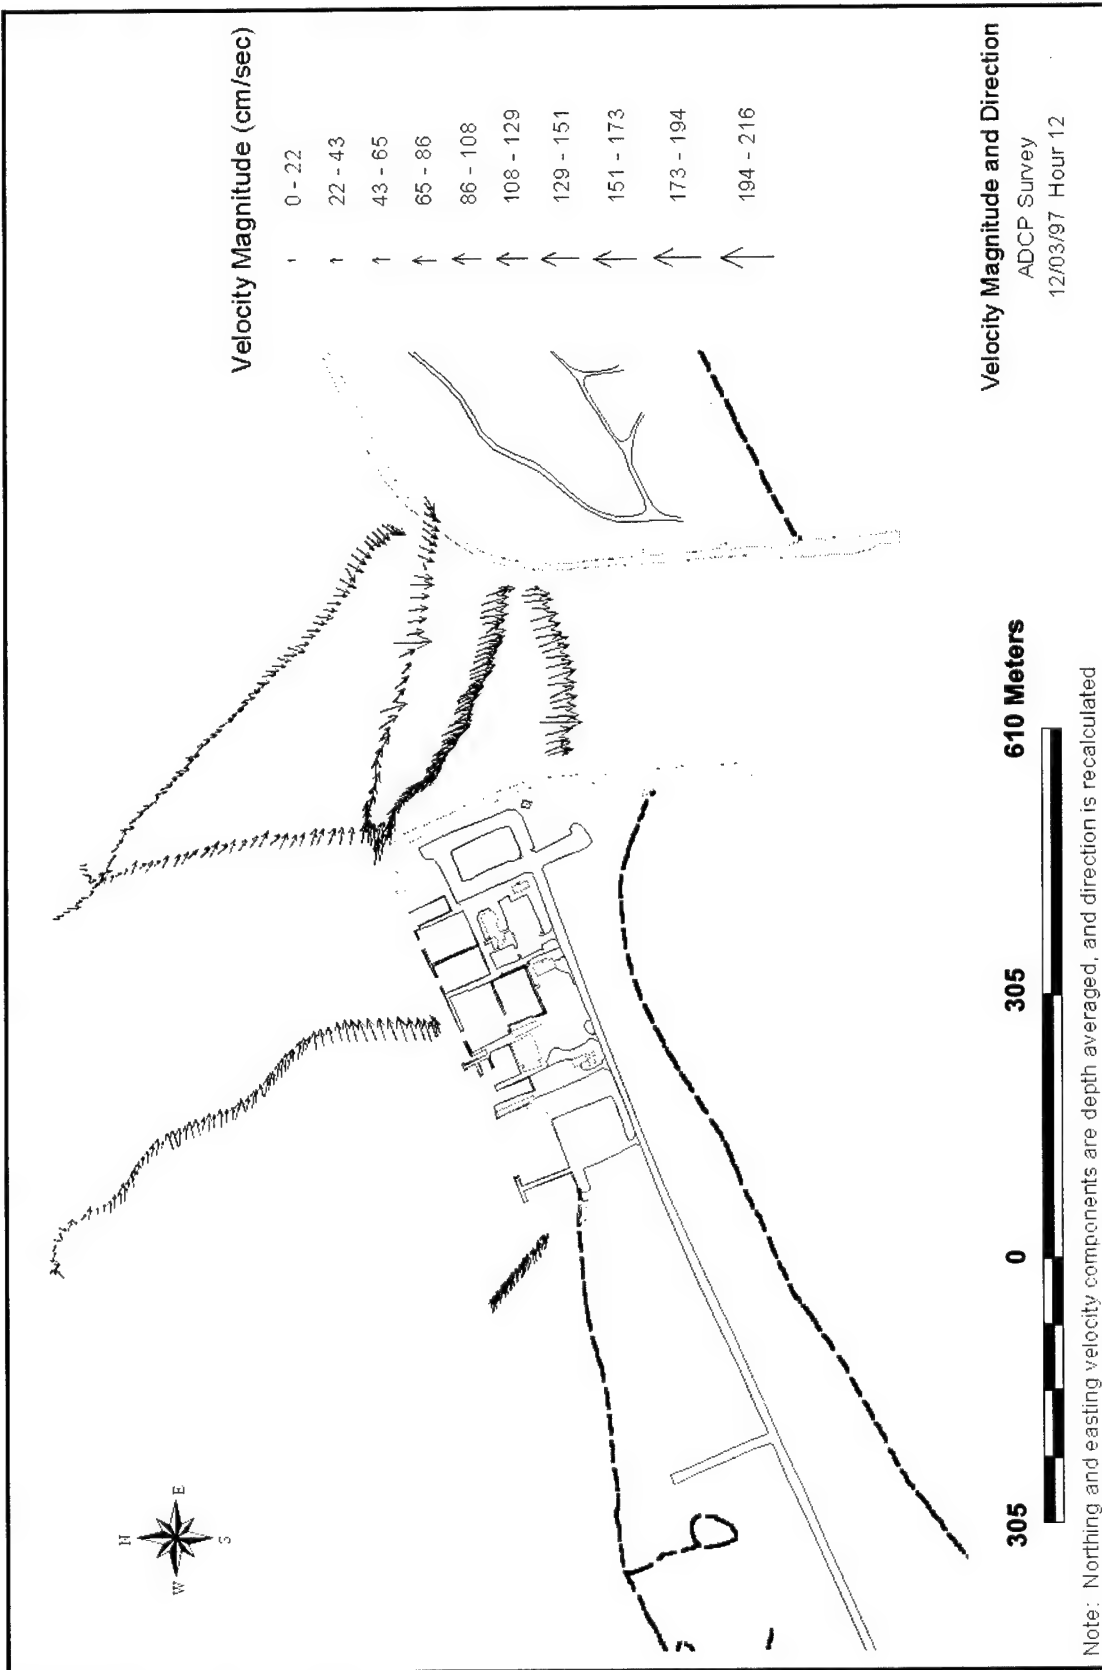 N
W E
S
Velocity Magnitude (cm/sec)
0 - 22
22 - 43
43 - 65
65 - 86
86 - 108
108 - 129
129 - 151
151 - 173
173 - 194
194 - 216
305 0 305 610 Meters
Velocity Magnitude and Direction
ADCP Survey
12/03/97 Hour 12
Note: Northing and easting velocity components are depth averaged, and direction is recalculated